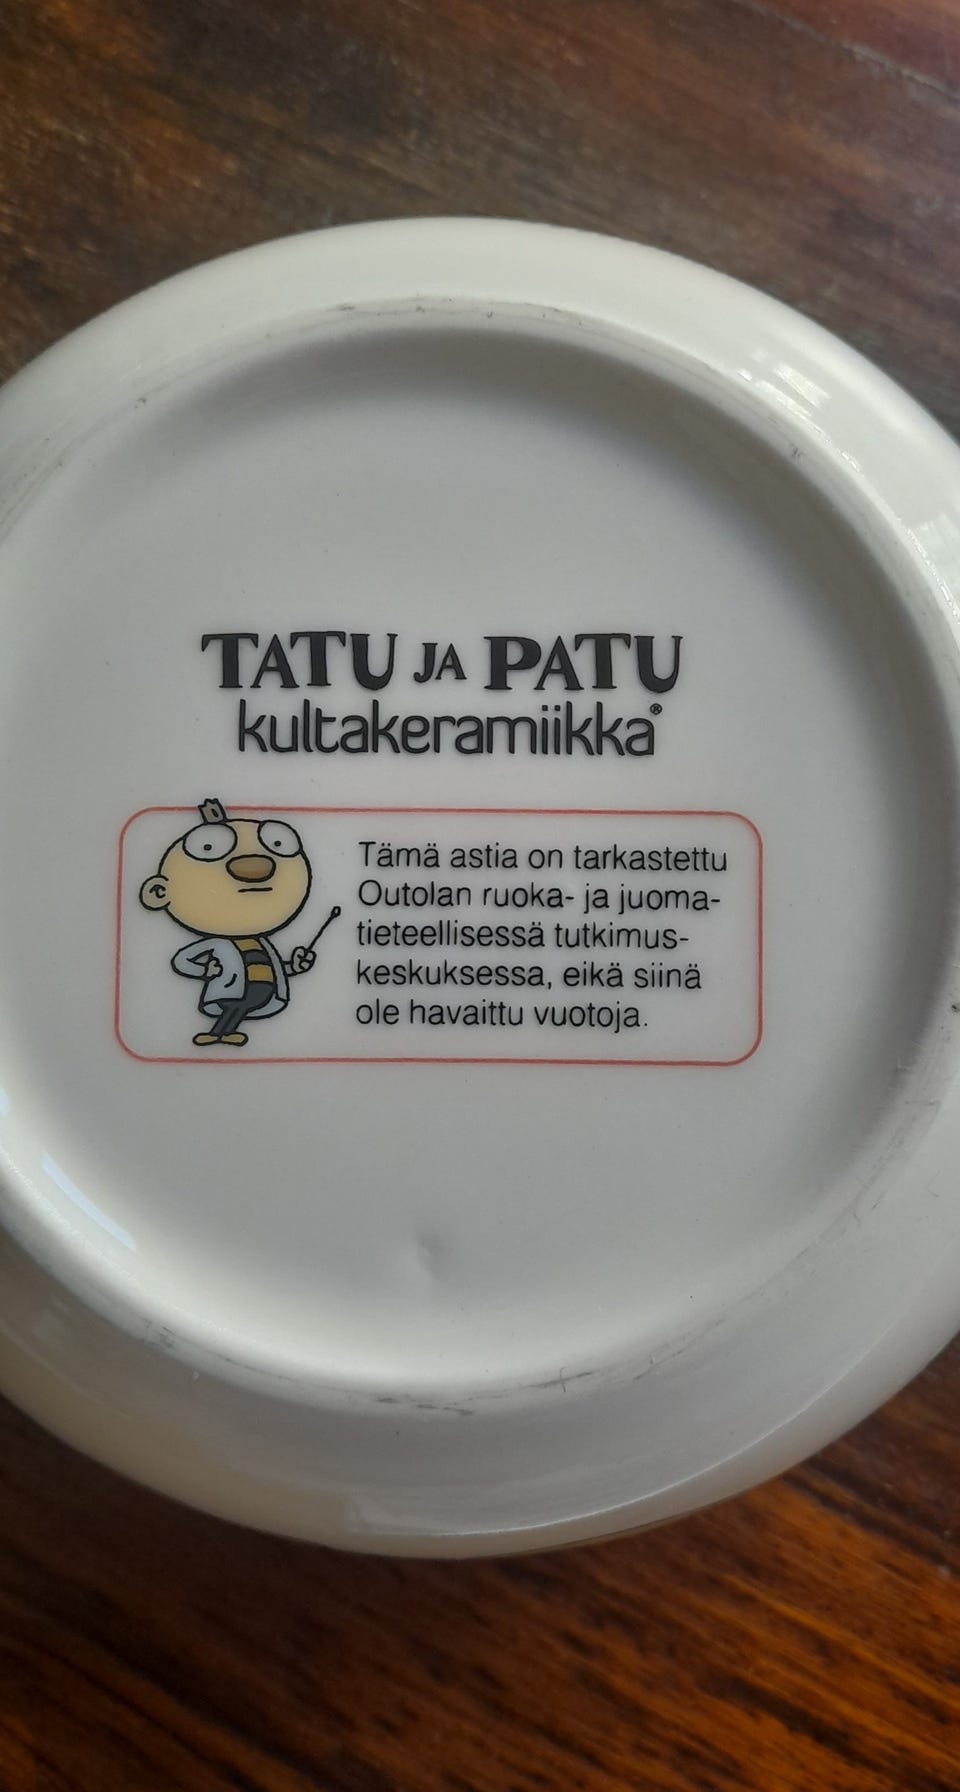 TATU JA PATU
kultakeramiikka®
Tämä astia on tarkastettu
Outolan ruoka- ja juoma-
tieteellisessä tutkimus-
keskuksessa, eikä siinä
ole havaittu vuotoja.